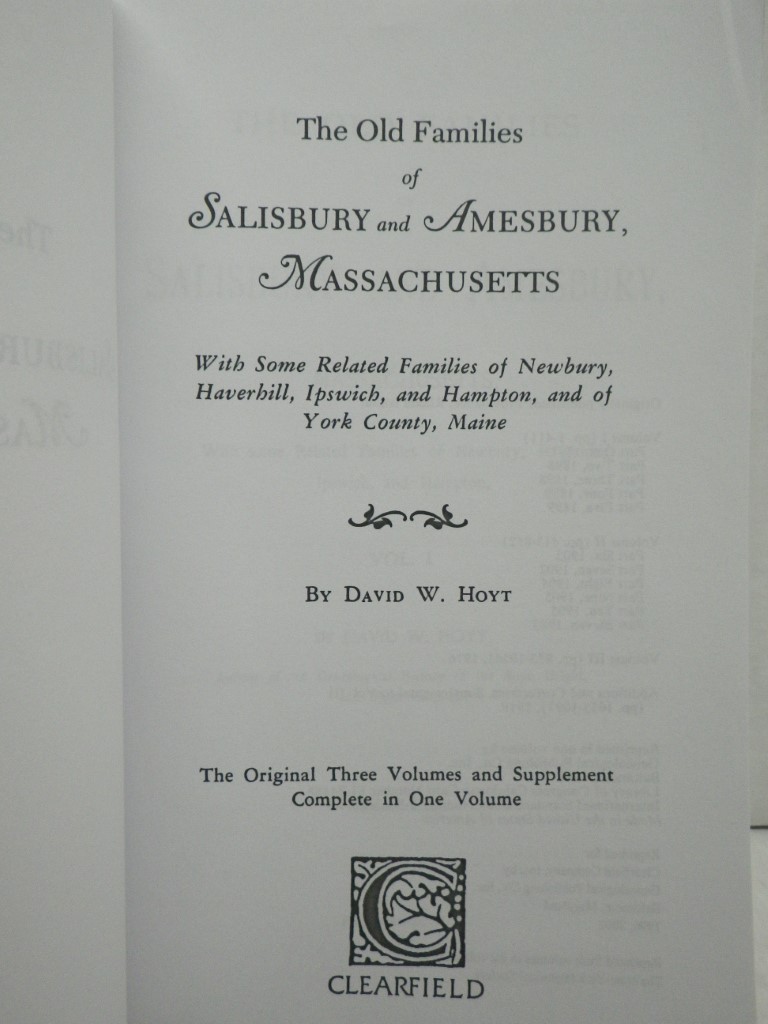 The Old Families
of
SALISBURY and AMESBURY,
MASSACHUSETTS
With Some Related Families of Newbury,
Haverhill, Ipswich, and Hampton, and of
York County, Maine
BY DAVID W. HOYT
The Original Three Volumes and Supplement
Complete in One Volume
C
CLEARFIELD